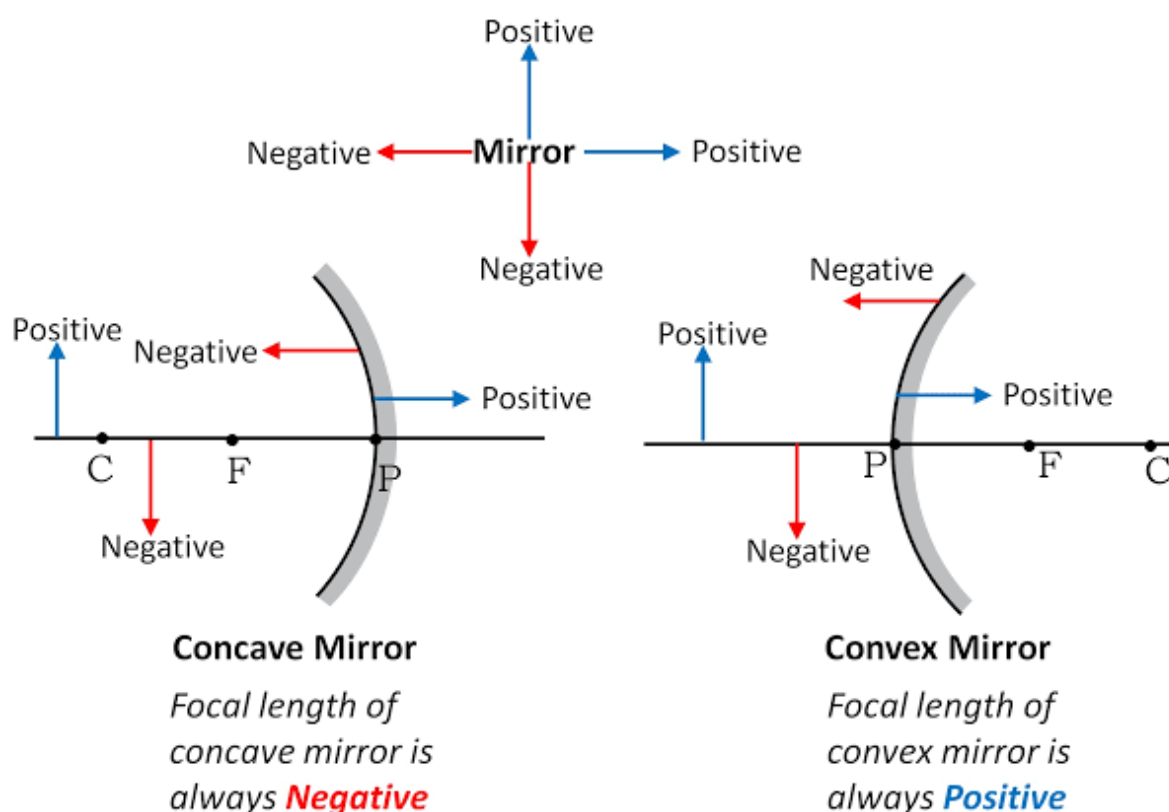 Positive
Negative Mirror Positive
Negative
Negative
Positive
Positive
Negative
Positive
Positive
C F P
P F C
Negative
Negative
Concave Mirror
Focal length of
concave mirror is
always Negative
Convex Mirror
Focal length of
convex mirror is
always Positive